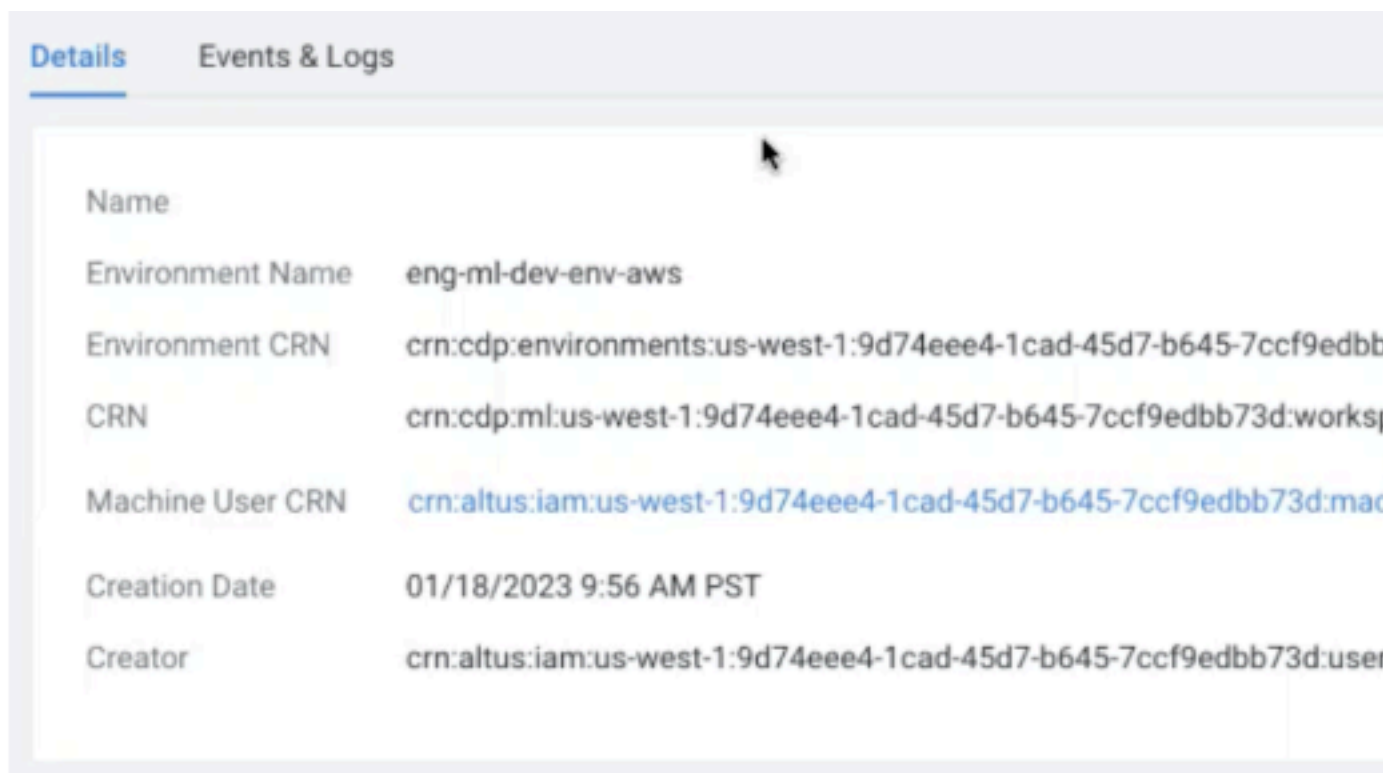 Details Events & Logs
Name
Environment Name eng-ml-dev-env-aws
Environment CRN crn:cdp:environments:us-west-1:9d74eee4-1cad-45d7-b645-7ccf9edbb
CRN crn:cdp:ml:us-west-1:9d74eee4-1cad-45d7-b645-7ccf9edbb73d:worksp
Machine User CRN crn:altus:iam:us-west-1:9d74eee4-1cad-45d7-b645-7ccf9edbb73d:mac
Creation Date 01/18/2023 9:56 AM PST
Creator crn:altus:iam:us-west-1:9d74eee4-1cad-45d7-b645-7ccf9edbb73d:user